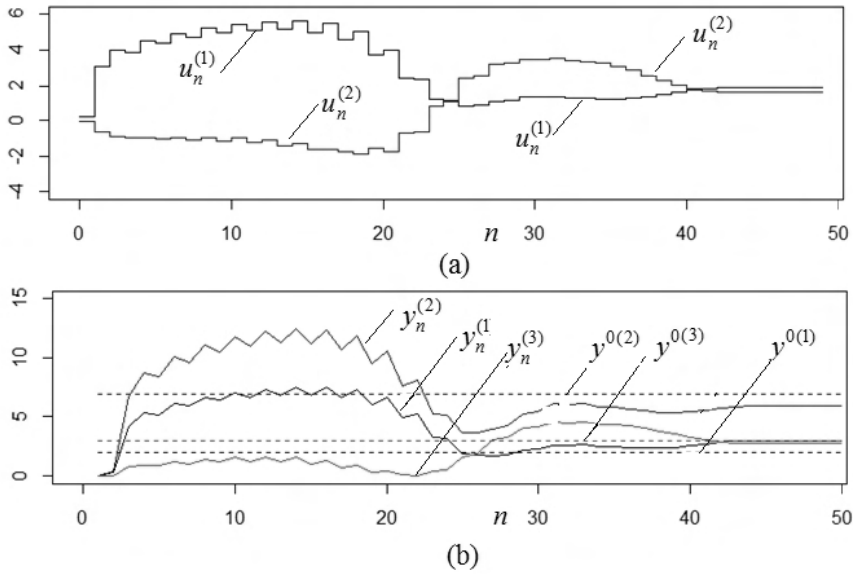 6
4
2
0
-2
-4
u_n^(1)
u_n^(2)
u_n^(2)
u_n^(1)
0 10 20 n 30 40 50
(a)
15
10
5
0
y_n^(2)
y_n^(1)
y_n^(3)
y^0(2)
y^0(3)
y^0(1)
0 10 20 n 30 40 50
(b)